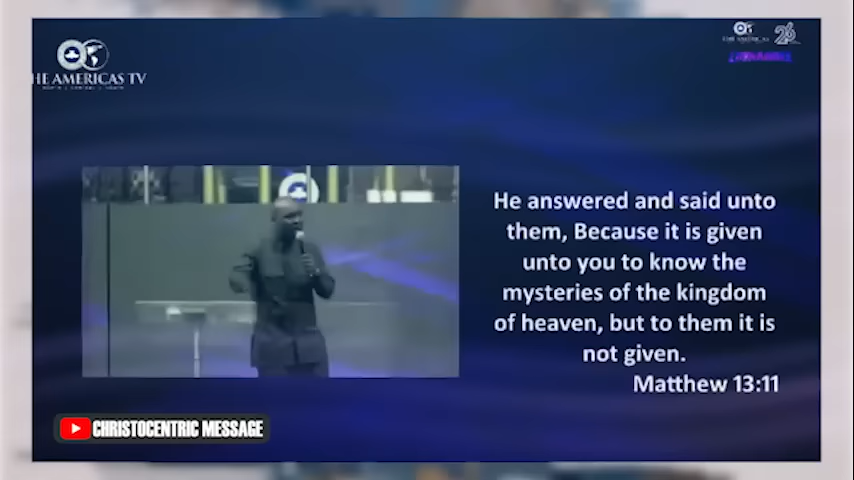 HE AMERICAS TV
26
He answered and said unto
them, Because it is given
unto you to know the
mysteries of the kingdom
of heaven, but to them it is
not given.
Matthew 13:11
CHRISTOCENTRIC MESSAGE